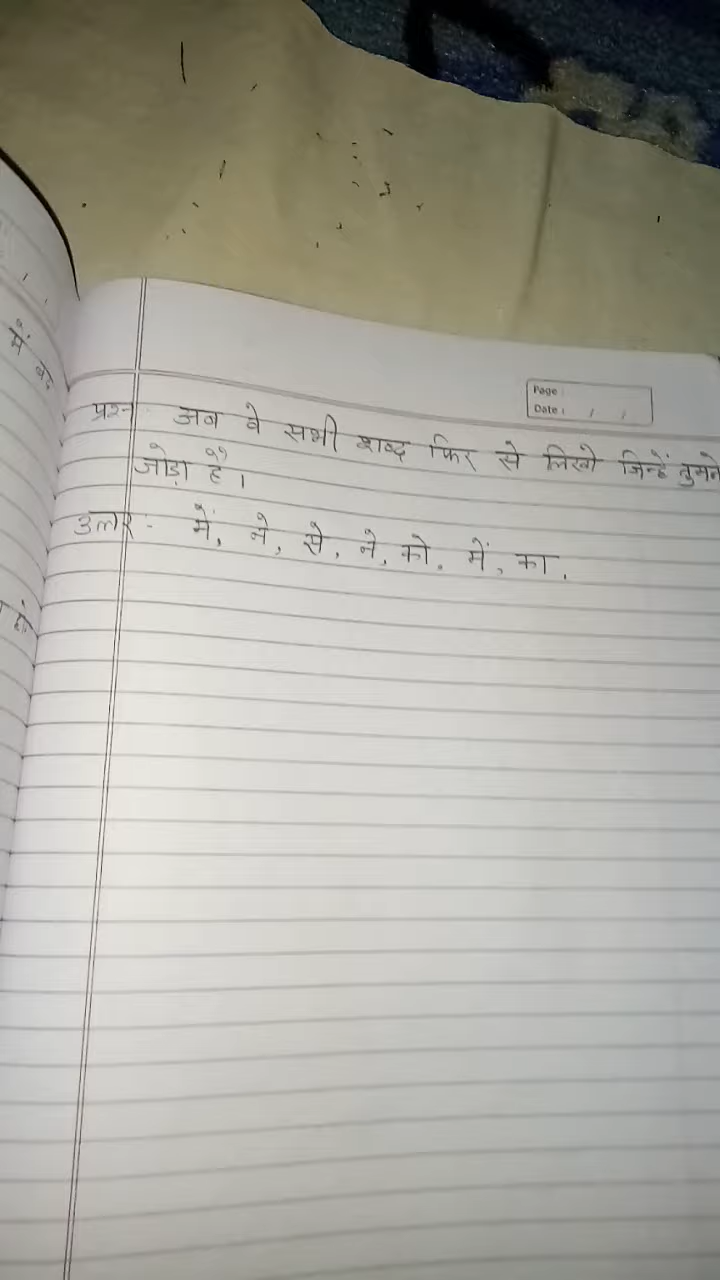 में बंद
Page :
Date : / /
प्रश्न- अब वे सभी शब्द फिर से लिखो जिन्हें तुमने
जोड़ा है।
उत्तर:- में, ने, से, ने, को, में, का.
हो